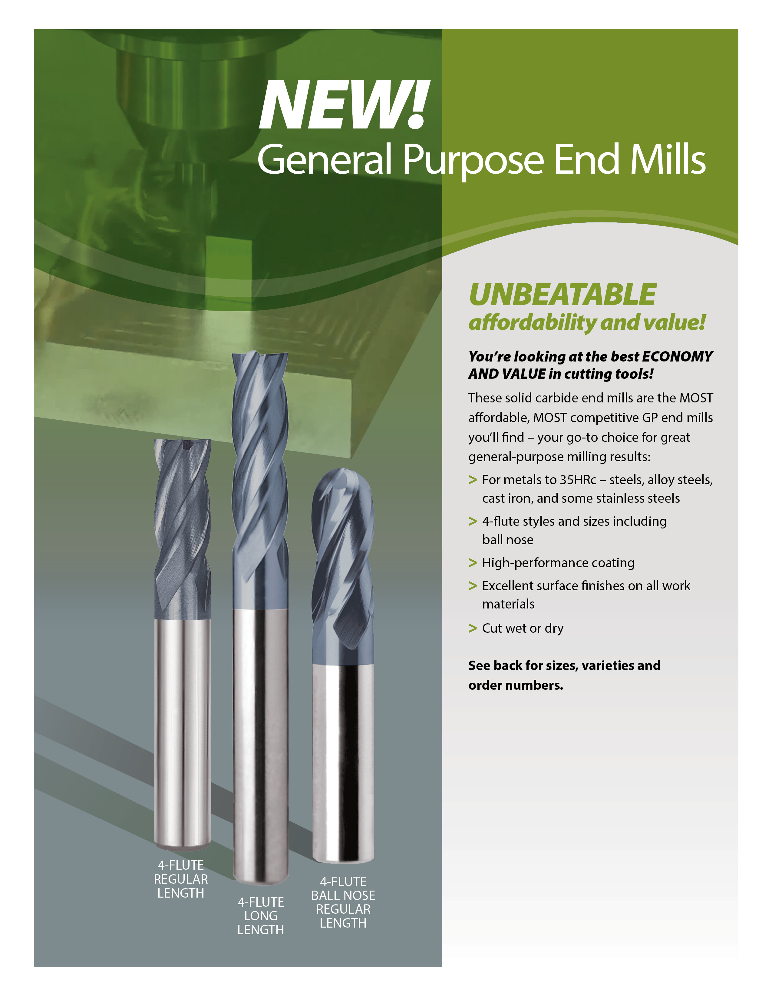 NEW!
General Purpose End Mills
UNBEATABLE
affordability and value!
You’re looking at the best ECONOMY
AND VALUE in cutting tools!
These solid carbide end mills are the MOST
affordable, MOST competitive GP end mills
you’ll find – your go-to choice for great
general-purpose milling results:
> For metals to 35HRc – steels, alloy steels,
cast iron, and some stainless steels
> 4-flute styles and sizes including
ball nose
> High-performance coating
> Excellent surface finishes on all work
materials
> Cut wet or dry
See back for sizes, varieties and
order numbers.
4-FLUTE
REGULAR
LENGTH
4-FLUTE
LONG
LENGTH
4-FLUTE
BALL NOSE
REGULAR
LENGTH